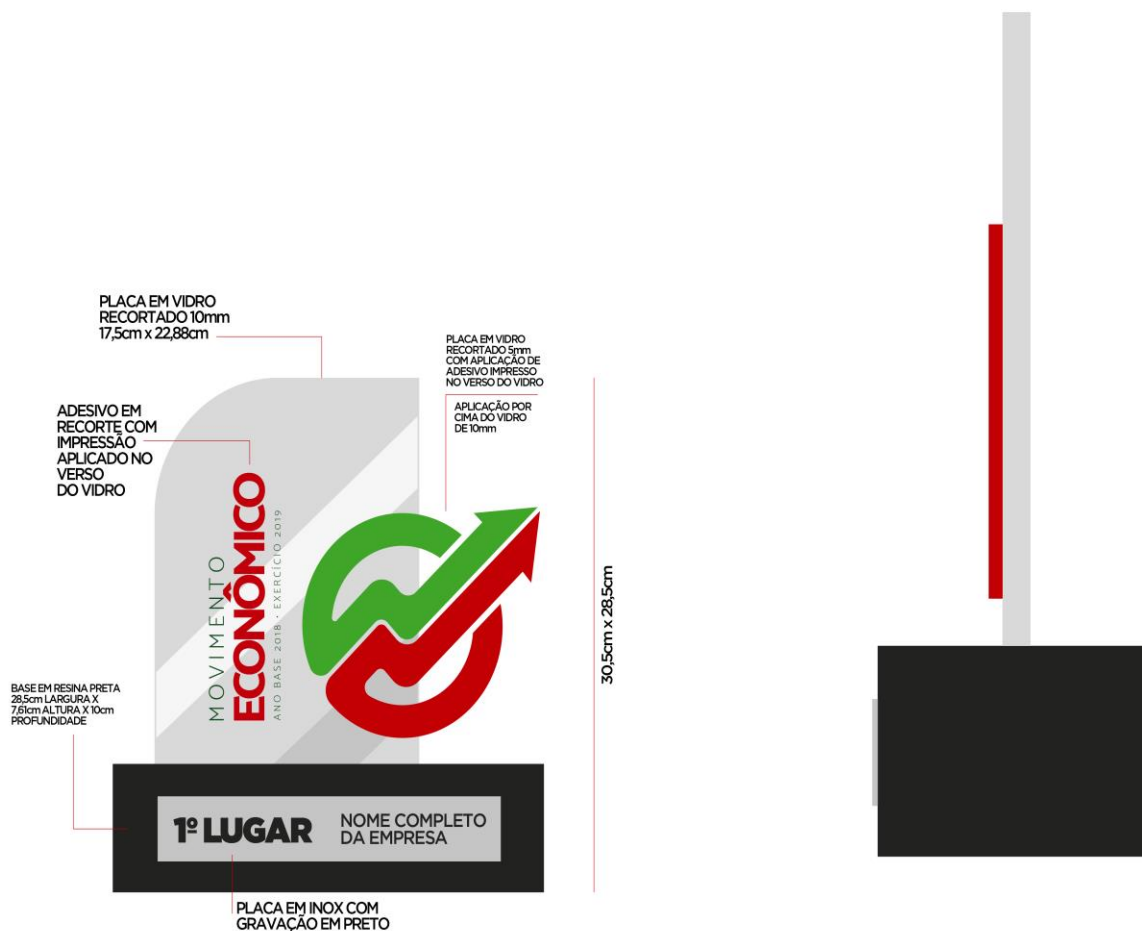 PLACA EM VIDRO
RECORTADO 10mm
17,5cm x 22,88cm
PLACA EM VIDRO
RECORTADO 5mm
COM APLICAÇÃO DE
ADESIVO IMPRESSO
NO VERSO DO VIDRO
APLICAÇÃO POR
CIMA DO VIDRO
DE 10mm
ADESIVO EM
RECORTE COM
IMPRESSÃO
APLICADO NO
VERSO
DO VIDRO
MOVIMENTO
ECONÔMICO
ANO BASE 2018 - EXERCÍCIO 2019
30,5cm x 28,5cm
BASE EM RESINA PRETA
28,5cm LARGURA X
7,61cm ALTURA X 10cm
PROFUNDIDADE
1º LUGAR
NOME COMPLETO
DA EMPRESA
PLACA EM INOX COM
GRAVAÇÃO EM PRETO